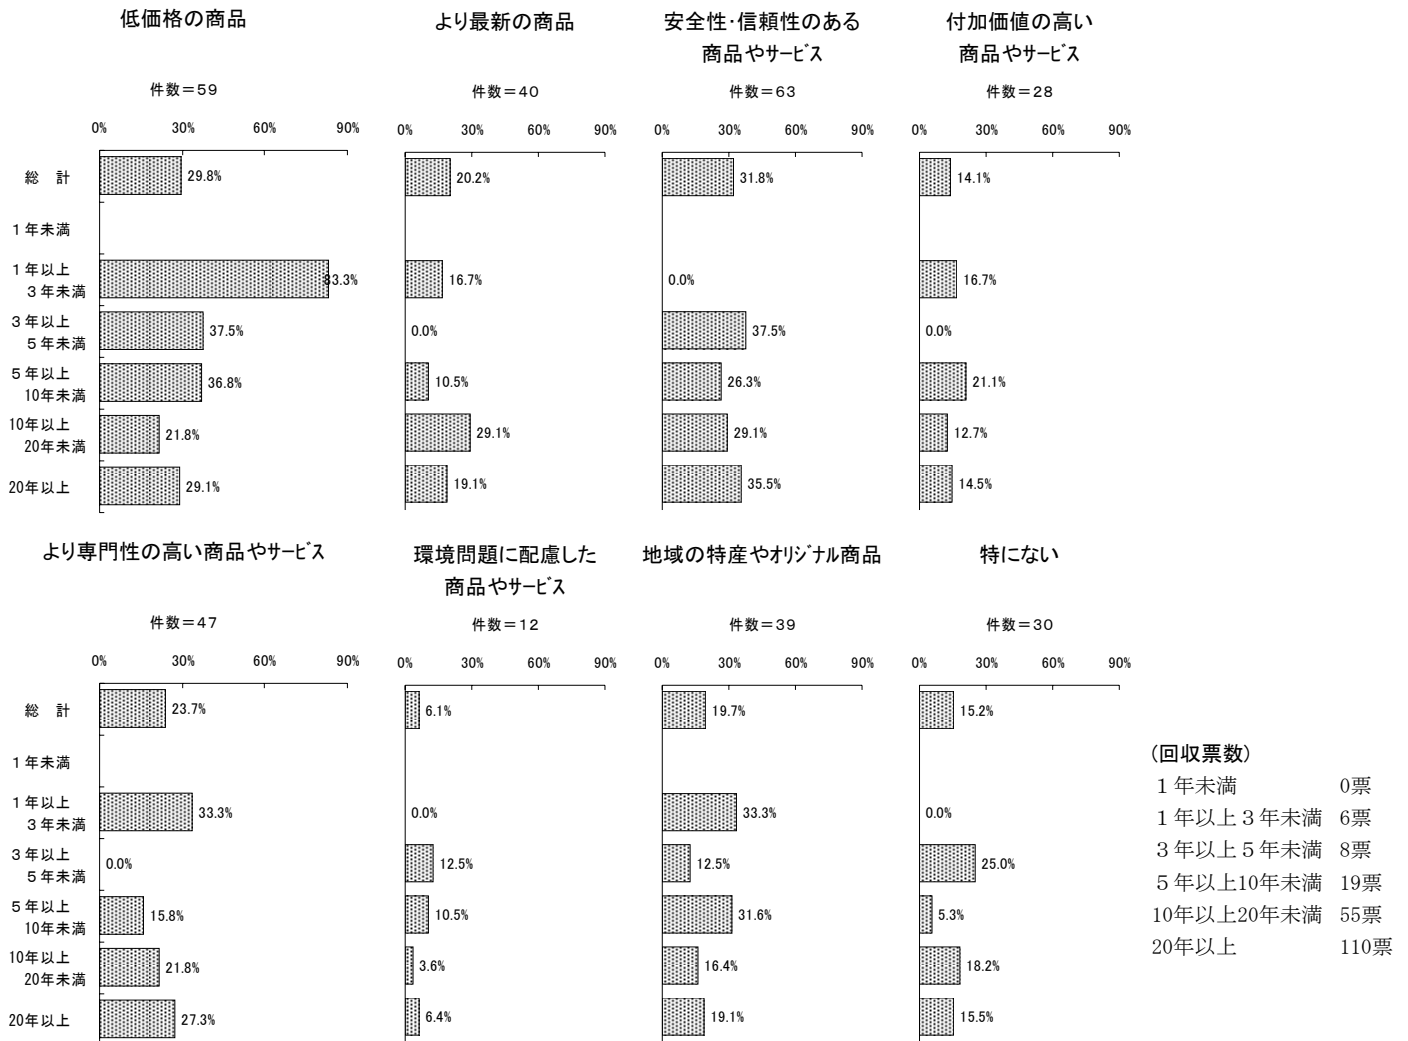 低価格の商品
件数=59
0% 30% 60% 90%
総 計 29.8%
1年未満
1年以上
3年未満 83.3%
3年以上
5年未満 37.5%
5年以上
10年未満 36.8%
10年以上
20年未満 21.8%
20年以上 29.1%
より最新の商品
件数=40
0% 30% 60% 90%
20.2%
16.7%
0.0%
10.5%
29.1%
19.1%
安全性・信頼性のある
商品やサービス
件数=63
0% 30% 60% 90%
31.8%
0.0%
37.5%
26.3%
29.1%
35.5%
付加価値の高い
商品やサービス
件数=28
0% 30% 60% 90%
14.1%
16.7%
0.0%
21.1%
12.7%
14.5%
より専門性の高い商品やサービス
件数=47
0% 30% 60% 90%
総 計 23.7%
1年未満
1年以上
3年未満 33.3%
3年以上
5年未満 0.0%
5年以上
10年未満 15.8%
10年以上
20年未満 21.8%
20年以上 27.3%
環境問題に配慮した
商品やサービス
件数=12
0% 30% 60% 90%
6.1%
0.0%
12.5%
10.5%
3.6%
6.4%
地域の特産やオリジナル商品
件数=39
0% 30% 60% 90%
19.7%
33.3%
12.5%
31.6%
16.4%
19.1%
特にない
件数=30
0% 30% 60% 90%
15.2%
0.0%
25.0%
5.3%
18.2%
15.5%
(回収票数)
1年未満 0票
1年以上3年未満 6票
3年以上5年未満 8票
5年以上10年未満 19票
10年以上20年未満 55票
20年以上 110票